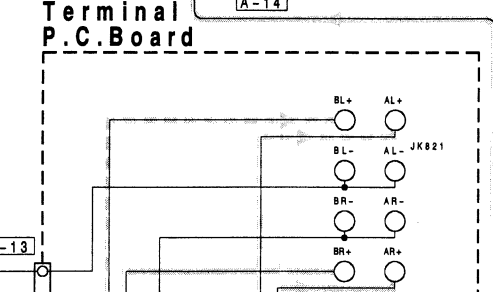 A-14
Terminal
P.C.Board
BL+ AL+
BL- AL- JK821
BR- AR-
-13
BR+ AR+